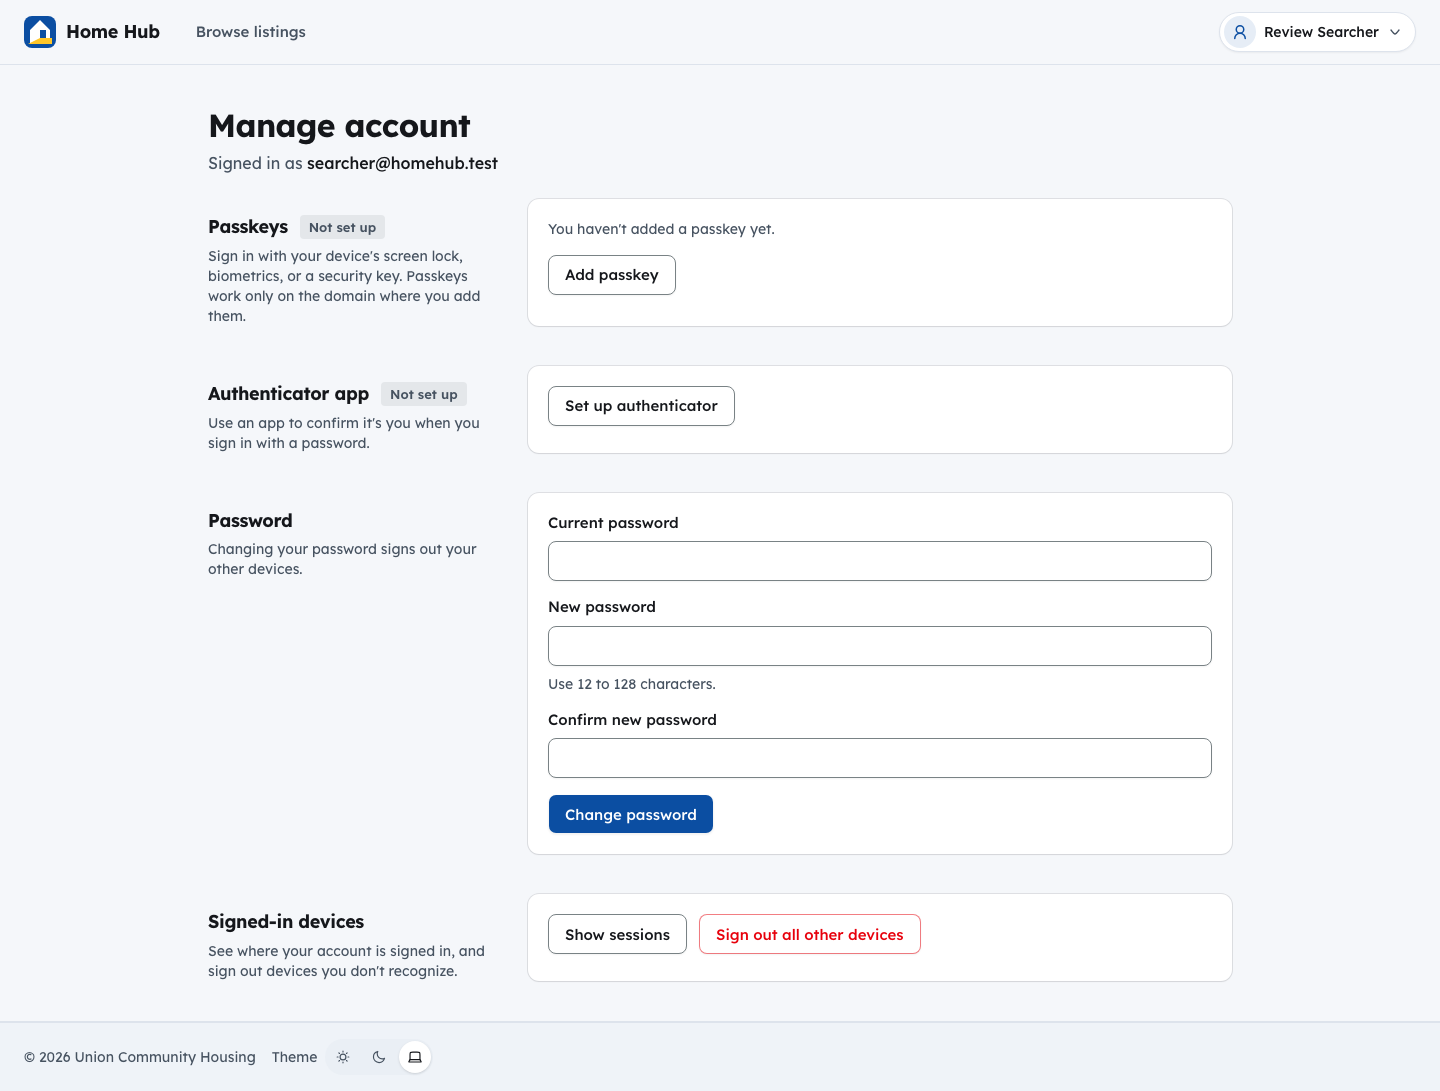 Home Hub
Browse listings
Review Searcher
Manage account
Signed in as searcher@homehub.test
Passkeys
Not set up
Sign in with your device's screen lock,
biometrics, or a security key. Passkeys
work only on the domain where you add
them.
You haven't added a passkey yet.
Add passkey
Authenticator app
Not set up
Use an app to confirm it's you when you
sign in with a password.
Set up authenticator
Password
Changing your password signs out your
other devices.
Current password
New password
Use 12 to 128 characters.
Confirm new password
Change password
Signed-in devices
See where your account is signed in, and
sign out devices you don't recognize.
Show sessions
Sign out all other devices
© 2026 Union Community Housing
Theme